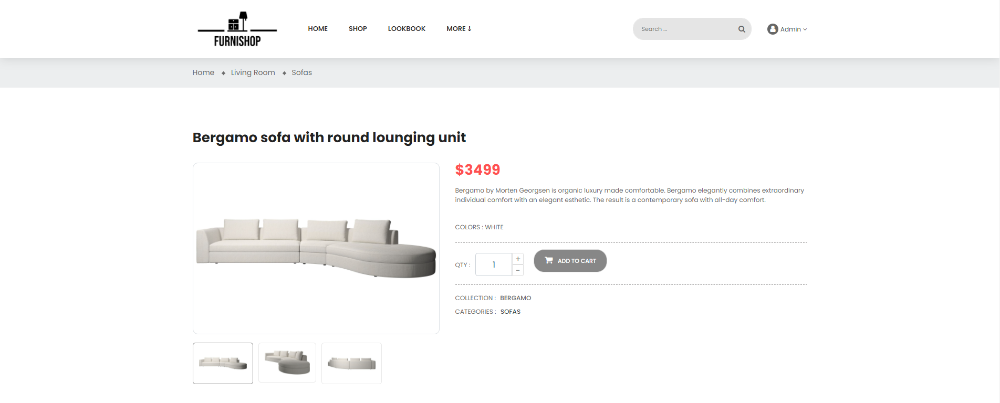 FURNISHOP
HOME SHOP LOOKBOOK MORE ⇣
Search ...
Admin
Home ◆ Living Room ◆ Sofas
Bergamo sofa with round lounging unit
$3499
Bergamo by Morten Georgsen is organic luxury made comfortable. Bergamo elegantly combines extraordinary
individual comfort with an elegant esthetic. The result is a contemporary sofa with all-day comfort.
COLORS : WHITE
QTY : 1 + - ADD TO CART
COLLECTION : BERGAMO
CATEGORIES : SOFAS